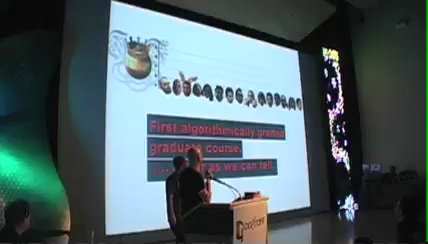 First algorithmically graded
graduate course.
as we can tell.